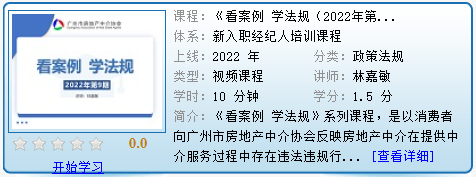 广州市房地产中介协会
看案例 学法规
2022年第9期
0.0
开始学习
课程：《看案例 学法规（2022年第...
体系：新入职经纪人培训课程
上线：2022 年 分类：政策法规
类型：视频课程 讲师：林嘉敏
学时：10 分钟 学分：1.5 分
简介：《看案例 学法规》系列课程，是以消费者
向广州市房地产中介协会反映房地产中介在提供中
介服务过程中存在违法违规行... [查看详细]